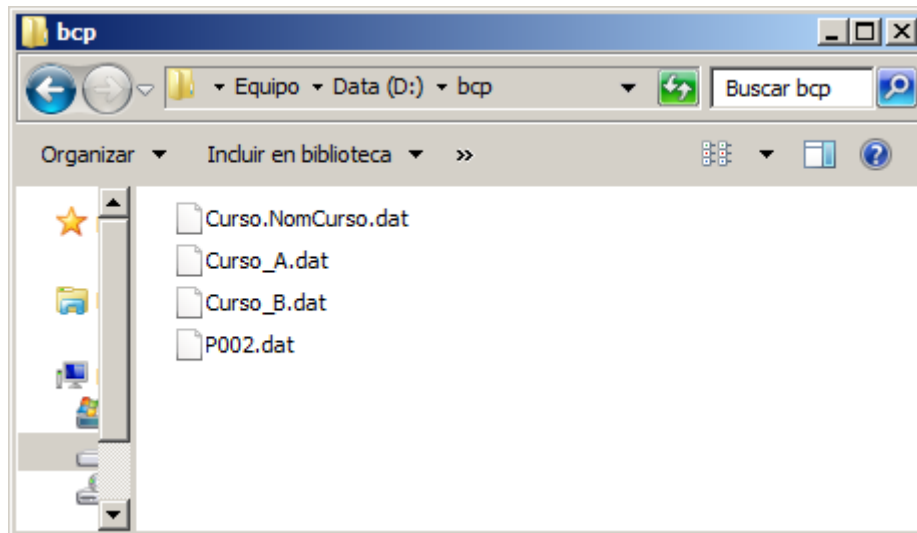 bcp
Equipo Data (D:) bcp Buscar bcp
Organizar Incluir en biblioteca »
Curso.NomCurso.dat
Curso_A.dat
Curso_B.dat
P002.dat